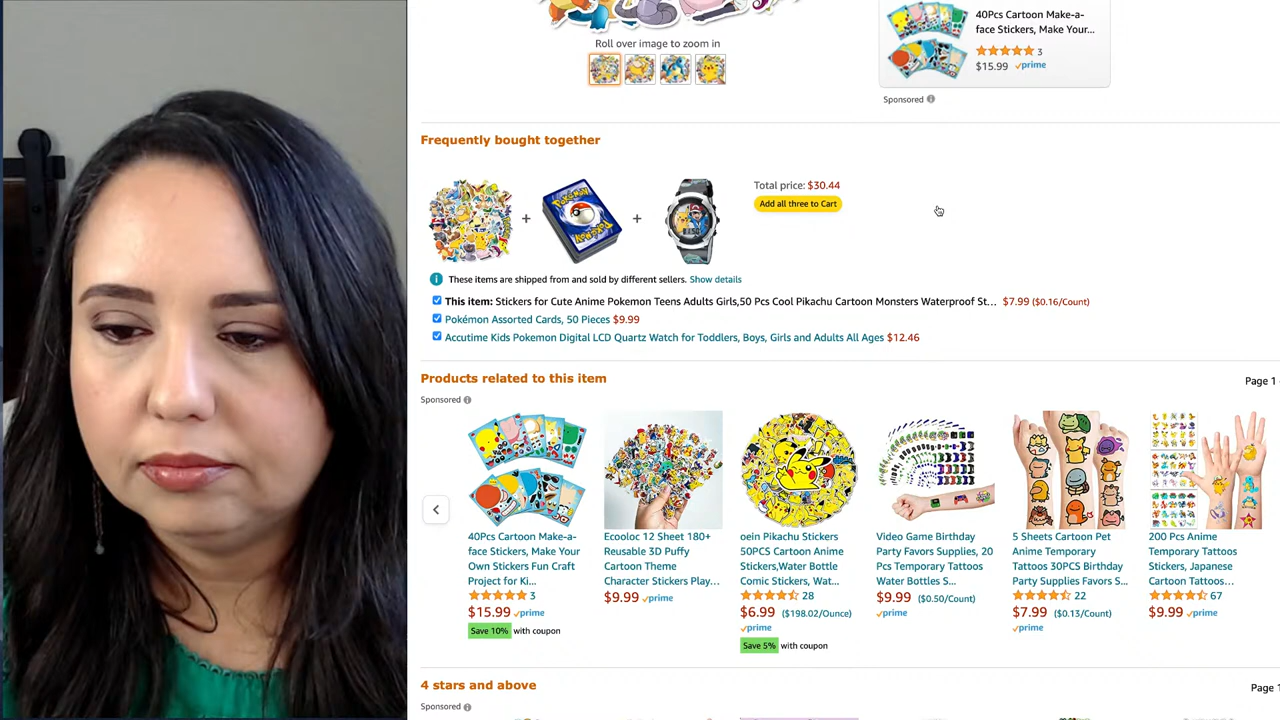 40Pcs Cartoon Make-a-
face Stickers, Make Your...
3
$15.99 prime
Roll over image to zoom in
Sponsored
Frequently bought together
+
+
Total price: $30.44
Add all three to Cart
These items are shipped from and sold by different sellers. Show details
This item: Stickers for Cute Anime Pokemon Teens Adults Girls,50 Pcs Cool Pikachu Cartoon Monsters Waterproof St... $7.99 ($0.16/Count)
Pokémon Assorted Cards, 50 Pieces $9.99
Accutime Kids Pokemon Digital LCD Quartz Watch for Toddlers, Boys, Girls and Adults All Ages $12.46
Products related to this item
Page 1
Sponsored
40Pcs Cartoon Make-a-
face Stickers, Make Your
Own Stickers Fun Craft
Project for Ki...
3
$15.99 prime
Save 10% with coupon
Ecooloc 12 Sheet 180+
Reusable 3D Puffy
Cartoon Theme
Character Stickers Play...
$9.99 prime
oein Pikachu Stickers
50PCS Cartoon Anime
Stickers,Water Bottle
Comic Stickers, Wat...
28
$6.99 ($198.02/Ounce)
prime
Save 5% with coupon
Video Game Birthday
Party Favors Supplies, 20
Pcs Temporary Tattoos
Water Bottles S...
$9.99 ($0.50/Count)
prime
5 Sheets Cartoon Pet
Anime Temporary
Tattoos 30PCS Birthday
Party Supplies Favors S...
22
$7.99 ($0.13/Count)
prime
200 Pcs Anime
Temporary Tattoos
Stickers, Japanese
Cartoon Tattoos...
67
$9.99 prime
4 stars and above
Page 1
Sponsored